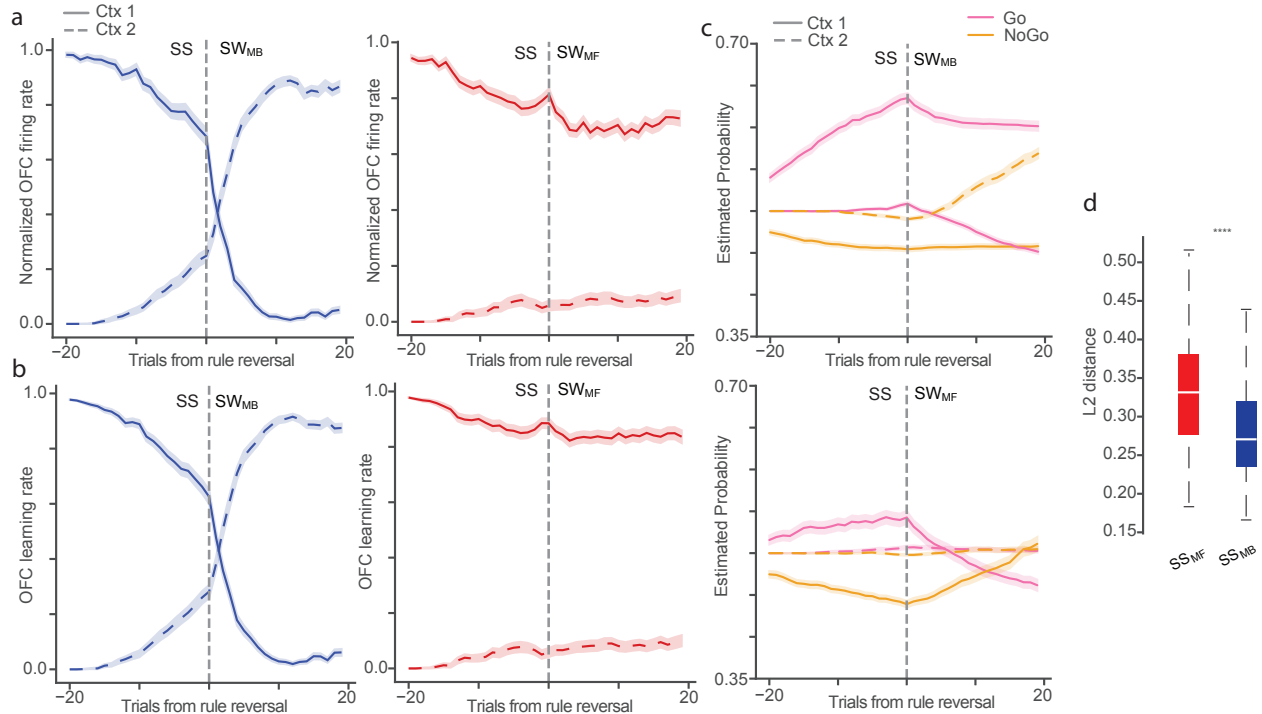 a
Ctx 1
Ctx 2
1.0
SS
SWMB
Normalized OFC firing rate
0.0
−20
Trials from rule reversal
20
1.0
SS
SWMF
Normalized OFC firing rate
0.0
−20
Trials from rule reversal
20
b
1.0
SS
SWMB
OFC learning rate
0.0
−20
Trials from rule reversal
20
1.0
SS
SWMF
OFC learning rate
0.0
−20
Trials from rule reversal
20
c
Ctx 1
Ctx 2
Go
NoGo
0.70
SS
SWMB
Estimated Probability
0.35
−20
Trials from rule reversal
20
0.70
SS
SWMF
Estimated Probability
0.35
−20
Trials from rule reversal
20
d
****
0.50
0.45
0.40
0.35
0.30
0.25
0.20
0.15
L2 distance
SSMF
SSMB